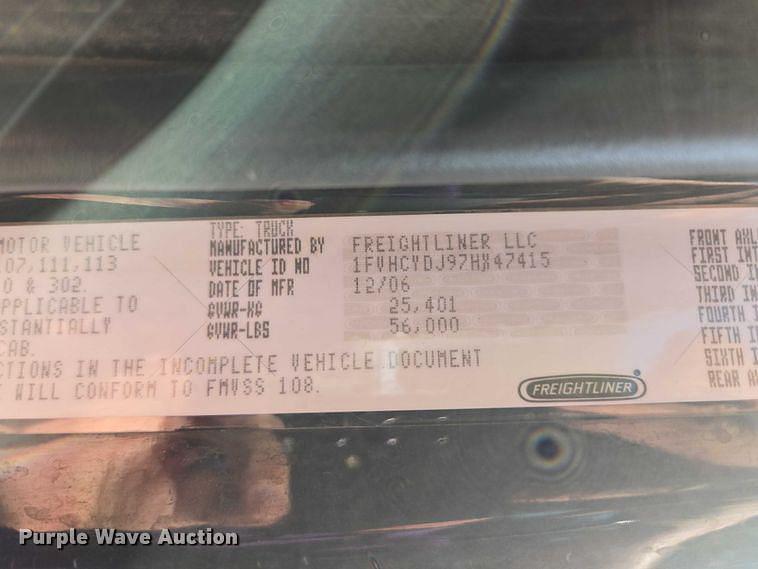 MOTOR VEHICLE
07,111,113
0 & 302.
PPLICABLE TO
STANTIALLY
CAB.
CTIONS IN THE INCOMPLETE VEHICLE DOCUMENT
E WILL CONFORM TO FMVSS 108.
TYPE: TRUCK
MANUFACTURED BY FREIGHTLINER LLC
VEHICLE ID NO 1FVHCYDJ97HX47415
DATE OF MFR 12/06
GVWR-KG 25,401
GVWR-LBS 56,000
FREIGHTLINER
FRONT AXL
FIRST INT
SECOND IN
THIRD IN
FOURTH I
FIFTH I
SIXTH I
REAR A
Purple Wave Auction